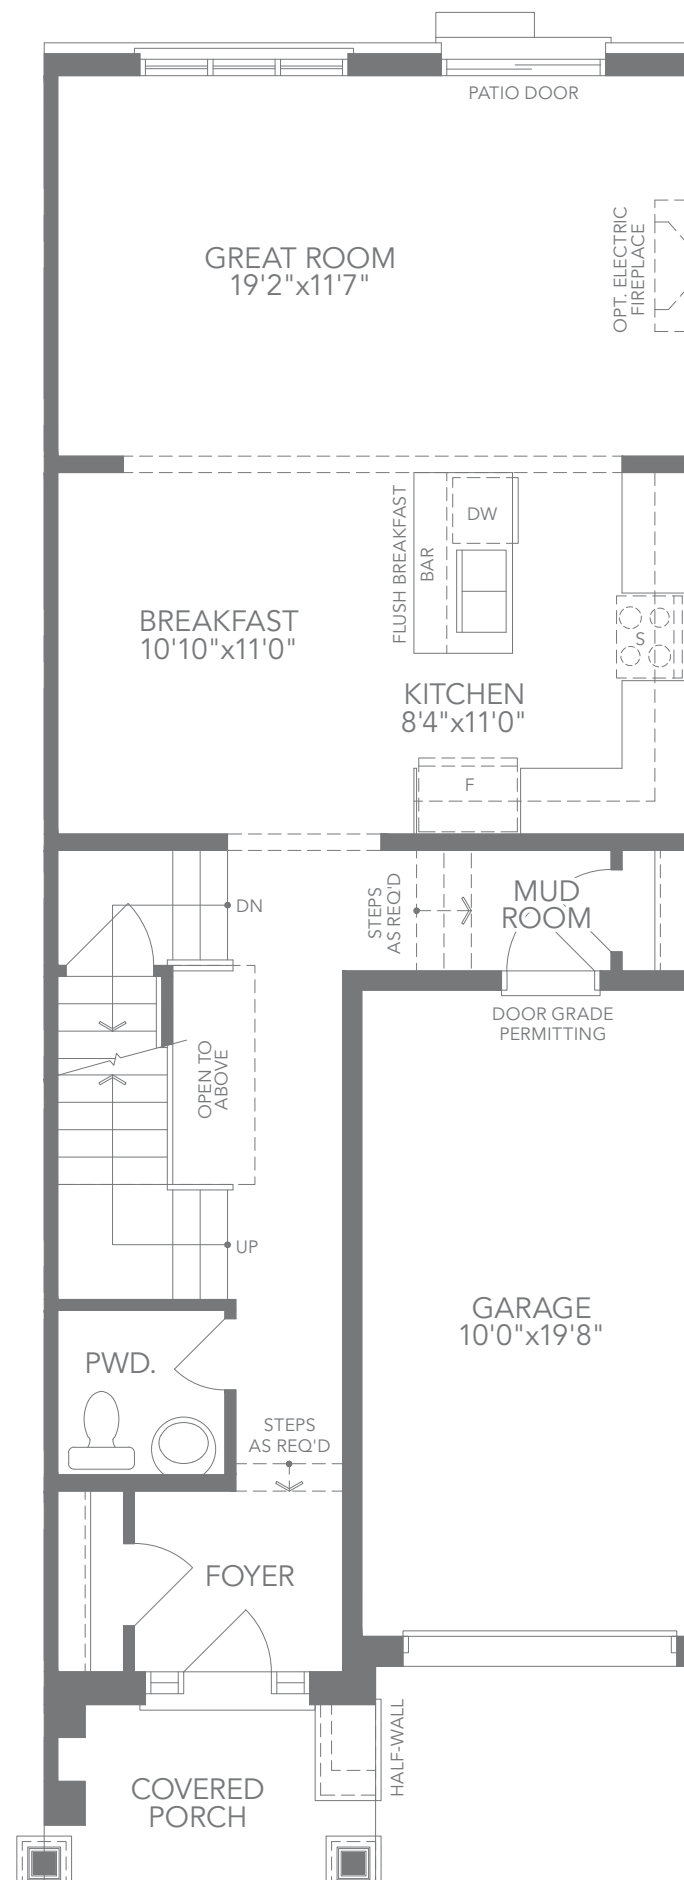 PATIO DOOR
GREAT ROOM
19'2"x11'7"
OPT. ELECTRIC
FIREPLACE
FLUSH BREAKFAST
BAR
DW
BREAKFAST
10'10"x11'0"
S
KITCHEN
8'4"x11'0"
F
DN
STEPS
AS REQ'D
MUD
ROOM
DOOR GRADE
PERMITTING
OPEN TO
ABOVE
UP
GARAGE
10'0"x19'8"
PWD.
STEPS
AS REQ'D
FOYER
HALF-WALL
COVERED
PORCH